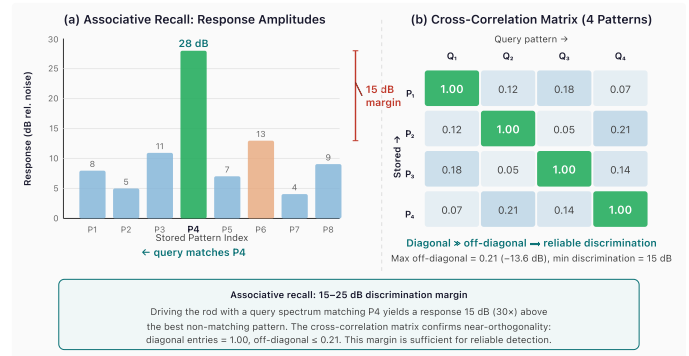 (a) Associative Recall: Response Amplitudes
28 dB
30
25
20
15
10
5
0
Response (dB rel. noise)
8
5
11
7
13
4
9
15 dB
margin
P1 P2 P3 P4 P5 P6 P7 P8
Stored Pattern Index
← query matches P4
(b) Cross-Correlation Matrix (4 Patterns)
Query pattern →
Q₁ Q₂ Q₃ Q₄
Stored →
P₁ 1.00 0.12 0.18 0.07
P₂ 0.12 1.00 0.05 0.21
P₃ 0.18 0.05 1.00 0.14
P₄ 0.07 0.21 0.14 1.00
Diagonal ≫ off-diagonal ⟶ reliable discrimination
Max off-diagonal = 0.21 (−13.6 dB), min discrimination = 15 dB
Associative recall: 15–25 dB discrimination margin
Driving the rod with a query spectrum matching P4 yields a response 15 dB (30×) above
the best non-matching pattern. The cross-correlation matrix confirms near-orthogonality:
diagonal entries = 1.00, off-diagonal ≤ 0.21. This margin is sufficient for reliable detection.